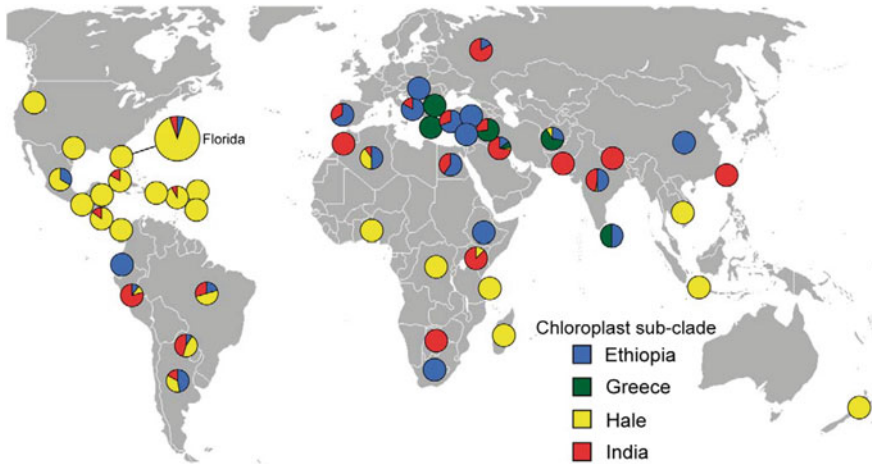 Florida
Chloroplast sub-clade
Ethiopia
Greece
Hale
India